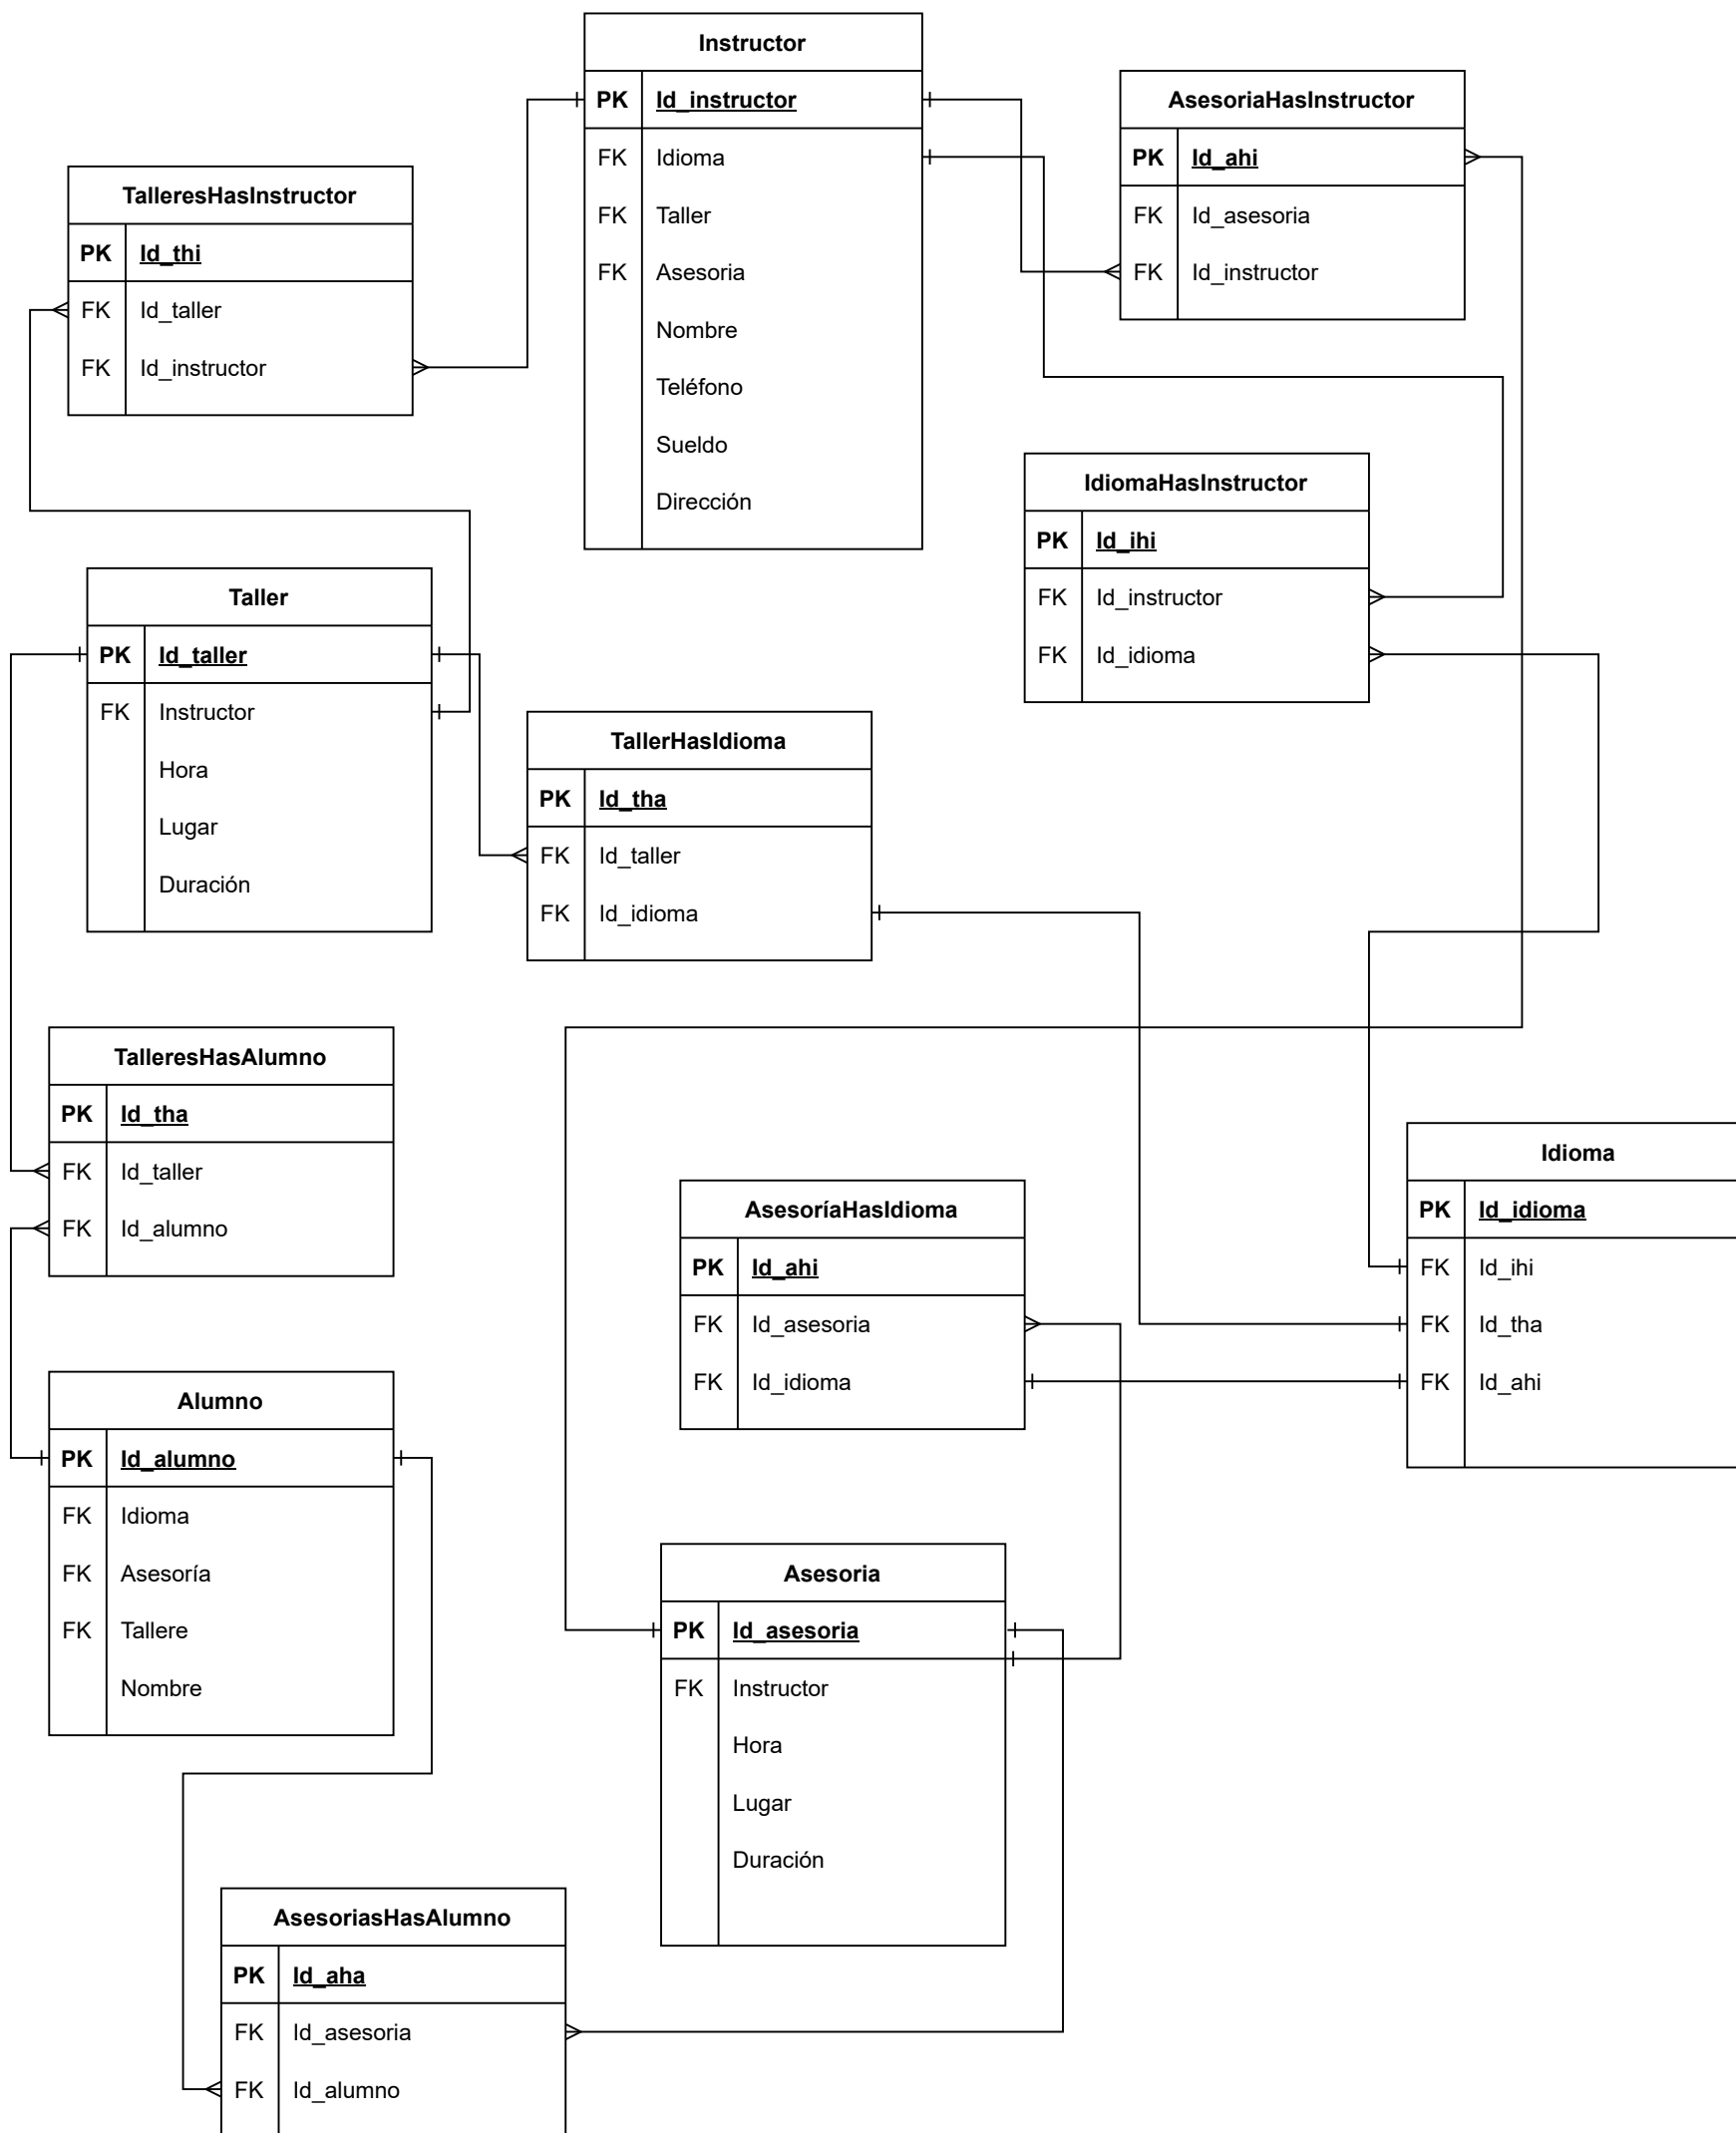 Instructor
PK Id_instructor
FK Idioma
FK Taller
FK Asesoria
Nombre
Teléfono
Sueldo
Dirección
AsesoriaHasInstructor
PK Id_ahi
FK Id_asesoria
FK Id_instructor
TalleresHasInstructor
PK Id_thi
FK Id_taller
FK Id_instructor
IdiomaHasInstructor
PK Id_ihi
FK Id_instructor
FK Id_idioma
Taller
PK Id_taller
FK Instructor
Hora
Lugar
Duración
TallerHasIdioma
PK Id_tha
FK Id_taller
FK Id_idioma
TalleresHasAlumno
PK Id_tha
FK Id_taller
FK Id_alumno
Idioma
PK Id_idioma
FK Id_ihi
FK Id_tha
FK Id_ahi
AsesoríaHasIdioma
PK Id_ahi
FK Id_asesoria
FK Id_idioma
Alumno
PK Id_alumno
FK Idioma
FK Asesoría
FK Tallere
Nombre
Asesoria
PK Id_asesoria
FK Instructor
Hora
Lugar
Duración
AsesoriasHasAlumno
PK Id_aha
FK Id_asesoria
FK Id_alumno